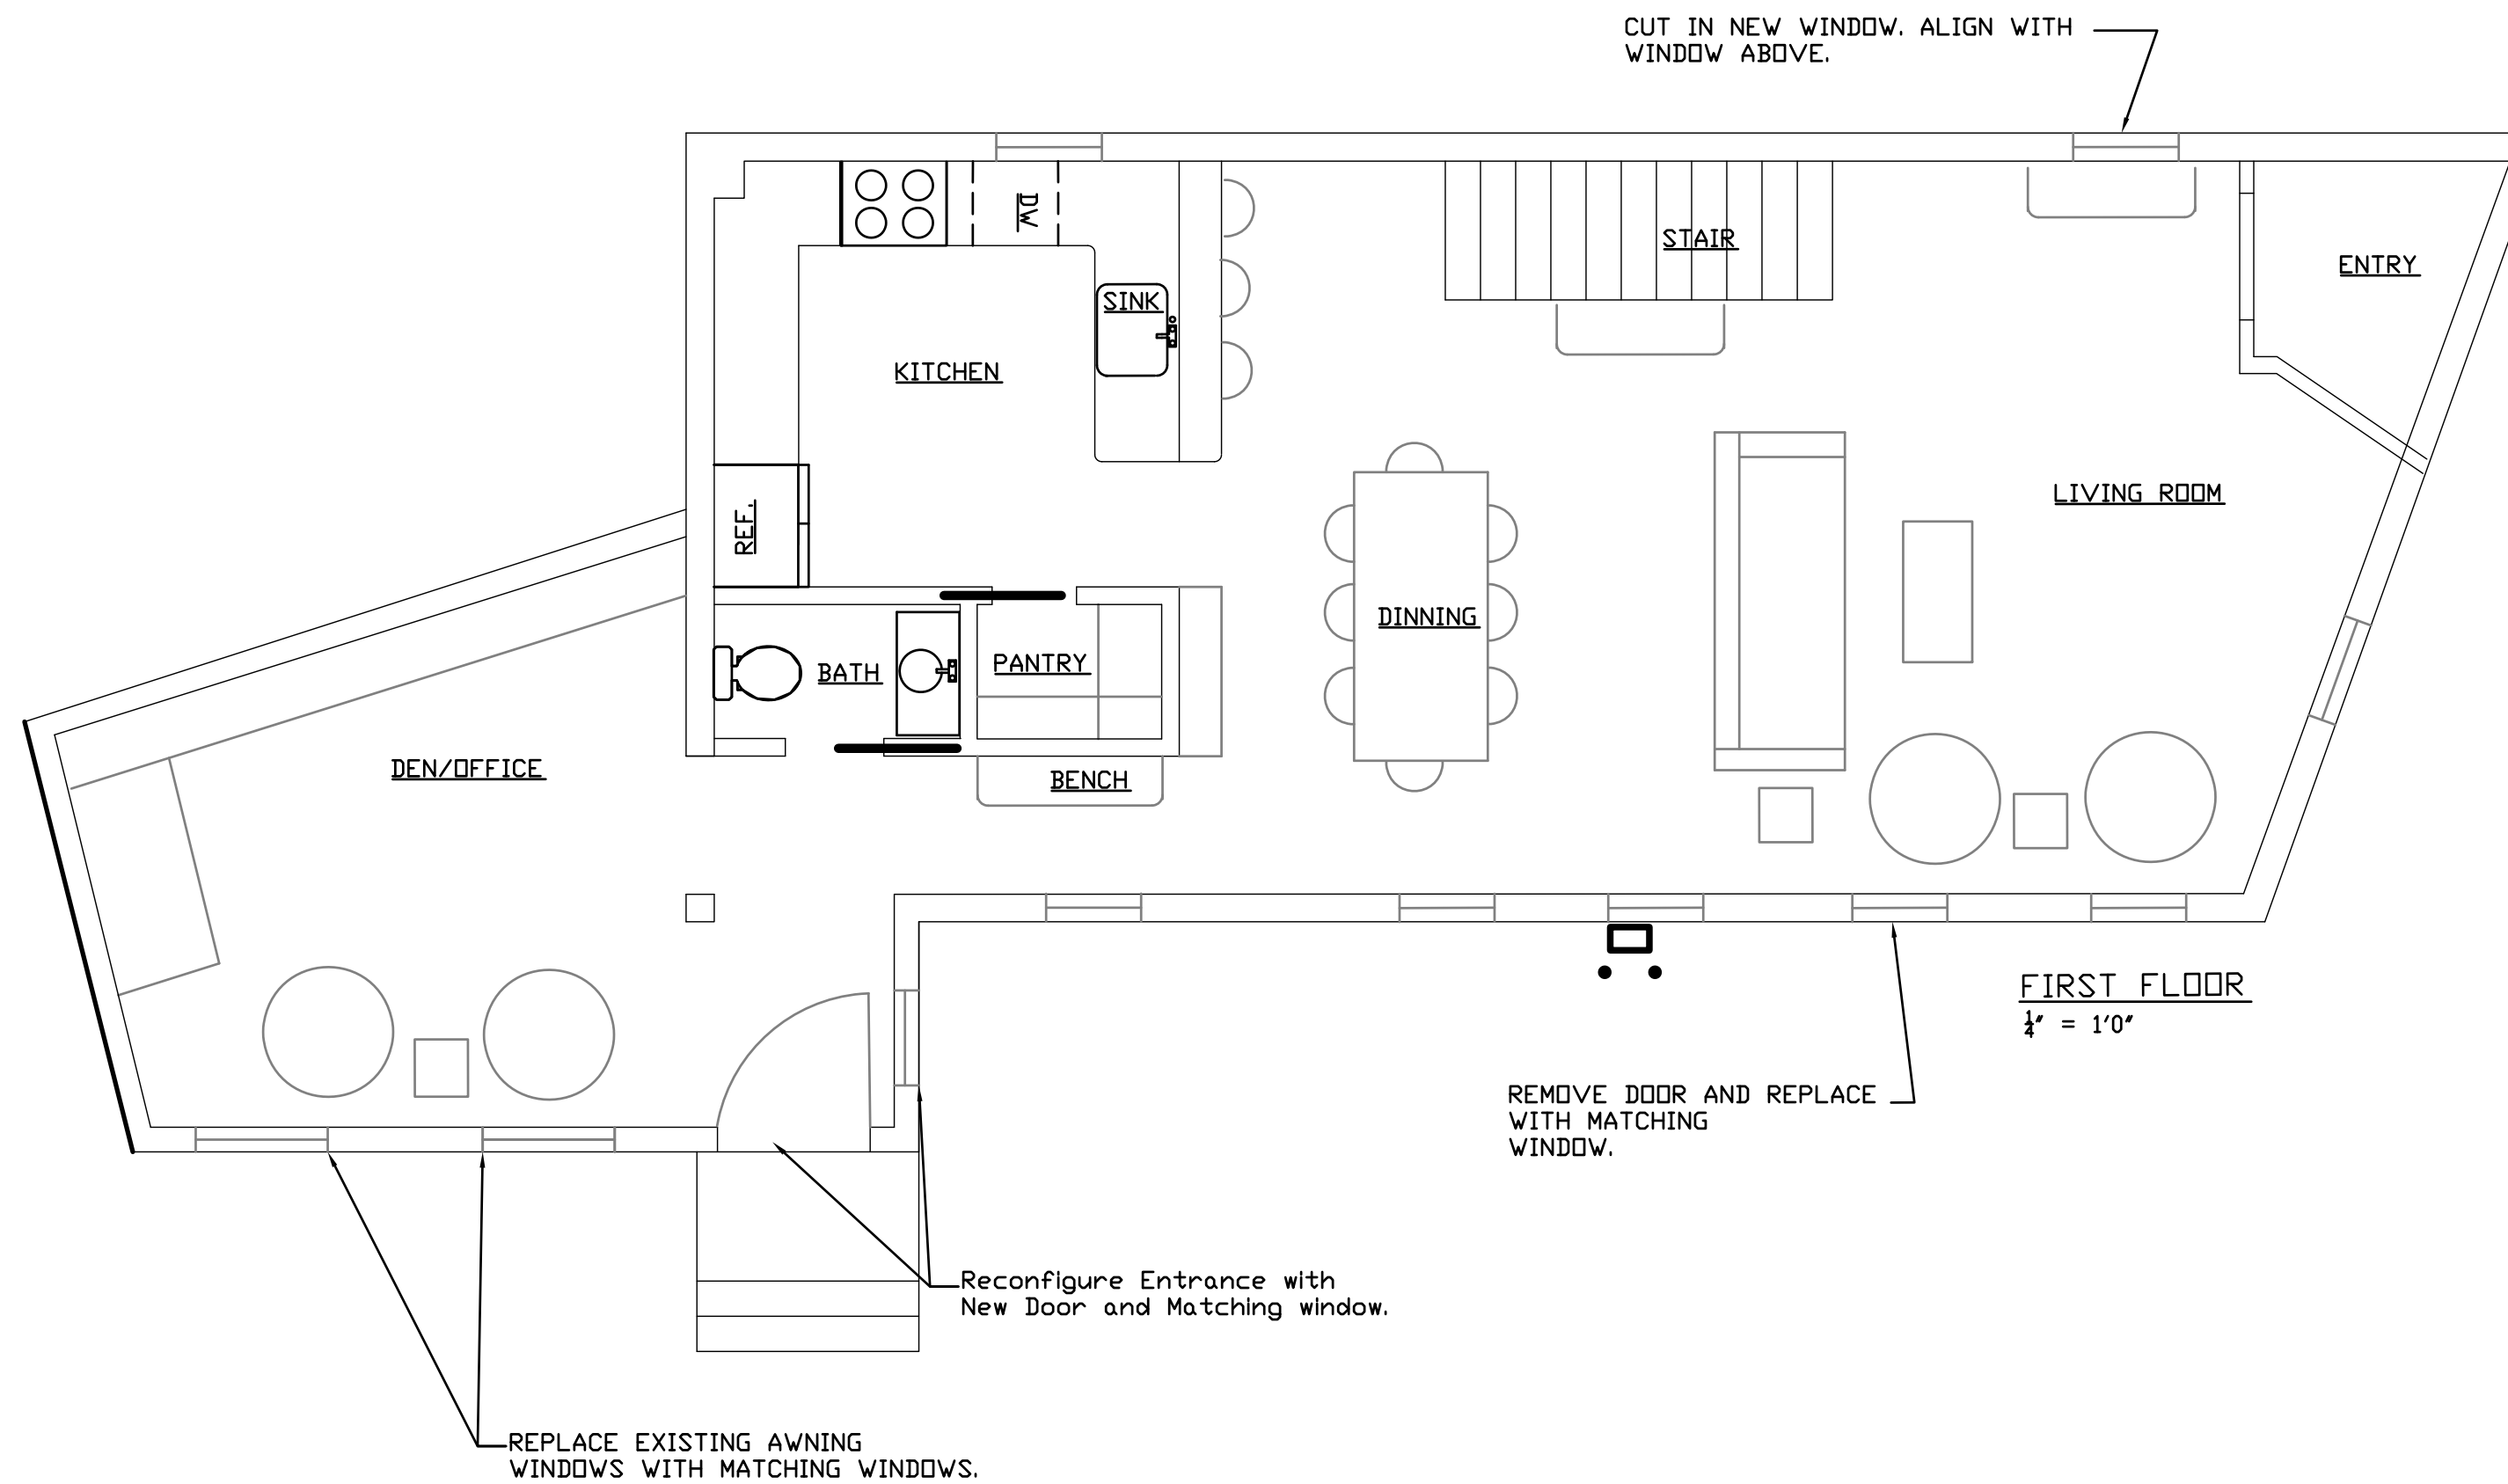 CUT IN NEW WINDOW. ALIGN WITH
WINDOW ABOVE.
DW
STAIR
ENTRY
SINK
KITCHEN
LIVING ROOM
REF.
DINNING
BATH
PANTRY
DEN/OFFICE
BENCH
FIRST FLOOR
1/4" = 1'0"
REMOVE DOOR AND REPLACE
WITH MATCHING
WINDOW.
Reconfigure Entrance with
New Door and Matching window.
REPLACE EXISTING AWNING
WINDOWS WITH MATCHING WINDOWS.